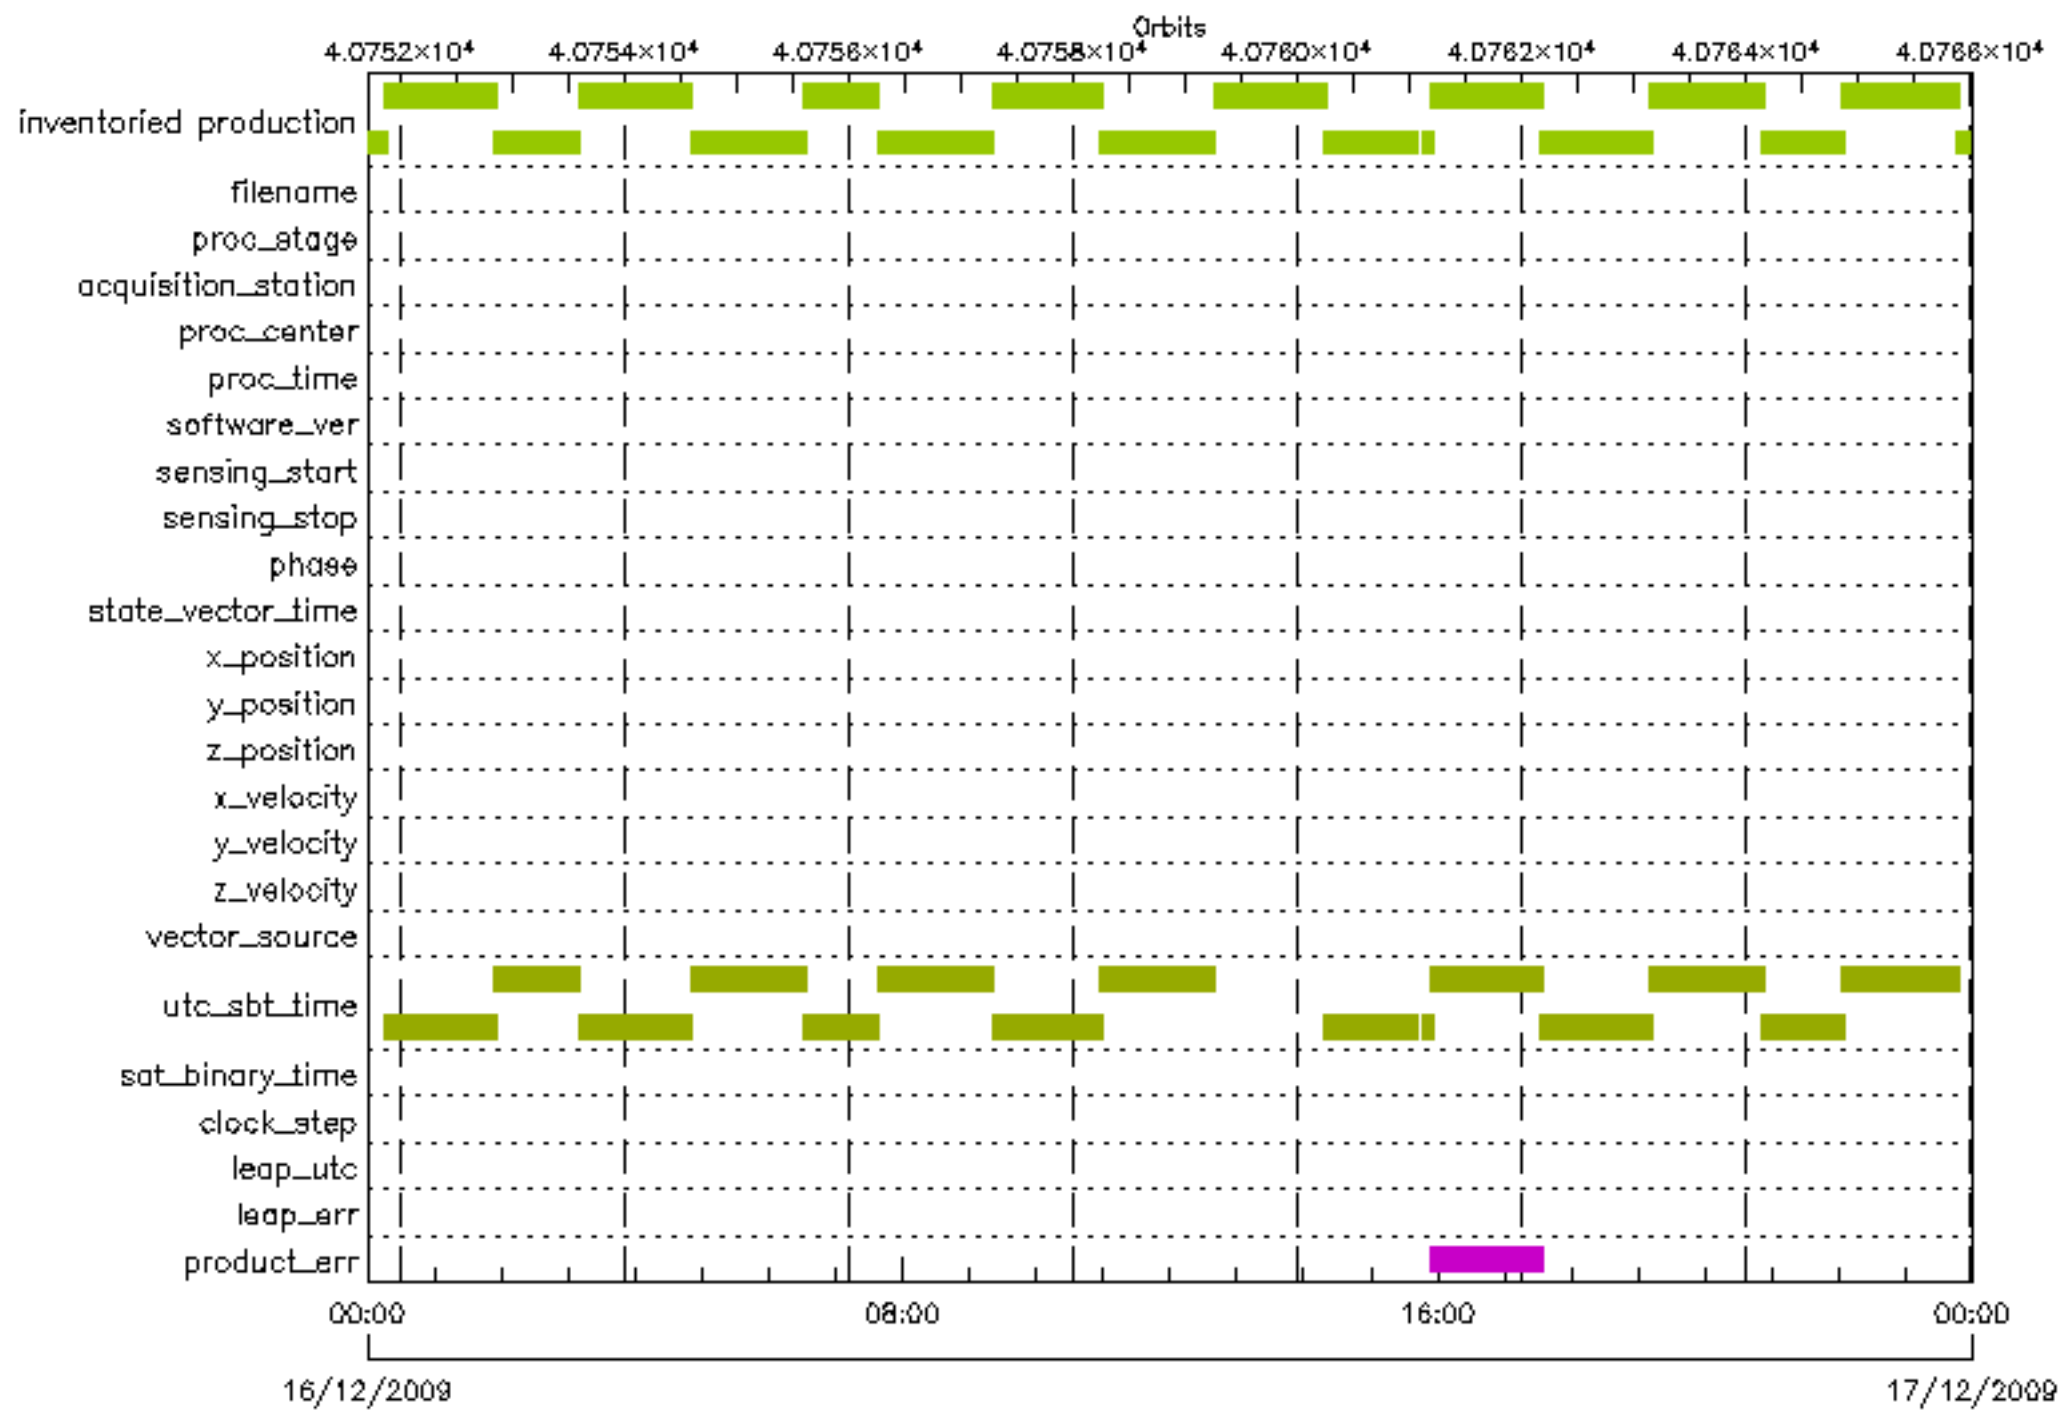 Orbits
4.0752×10⁴ 4.0754×10⁴ 4.0756×10⁴ 4.0758×10⁴ 4.0760×10⁴ 4.0762×10⁴ 4.0764×10⁴ 4.0766×10⁴
inventoried production
filename
proc_stage
acquisition_station
proc_center
proc_time
software_ver
sensing_start
sensing_stop
phase
state_vector_time
x_position
y_position
z_position
x_velocity
y_velocity
z_velocity
vector_source
utc_sbt_time
sat_binary_time
clock_step
leap_utc
leap_err
product_err
00:00 08:00 16:00 00:00
16/12/2009 17/12/2009